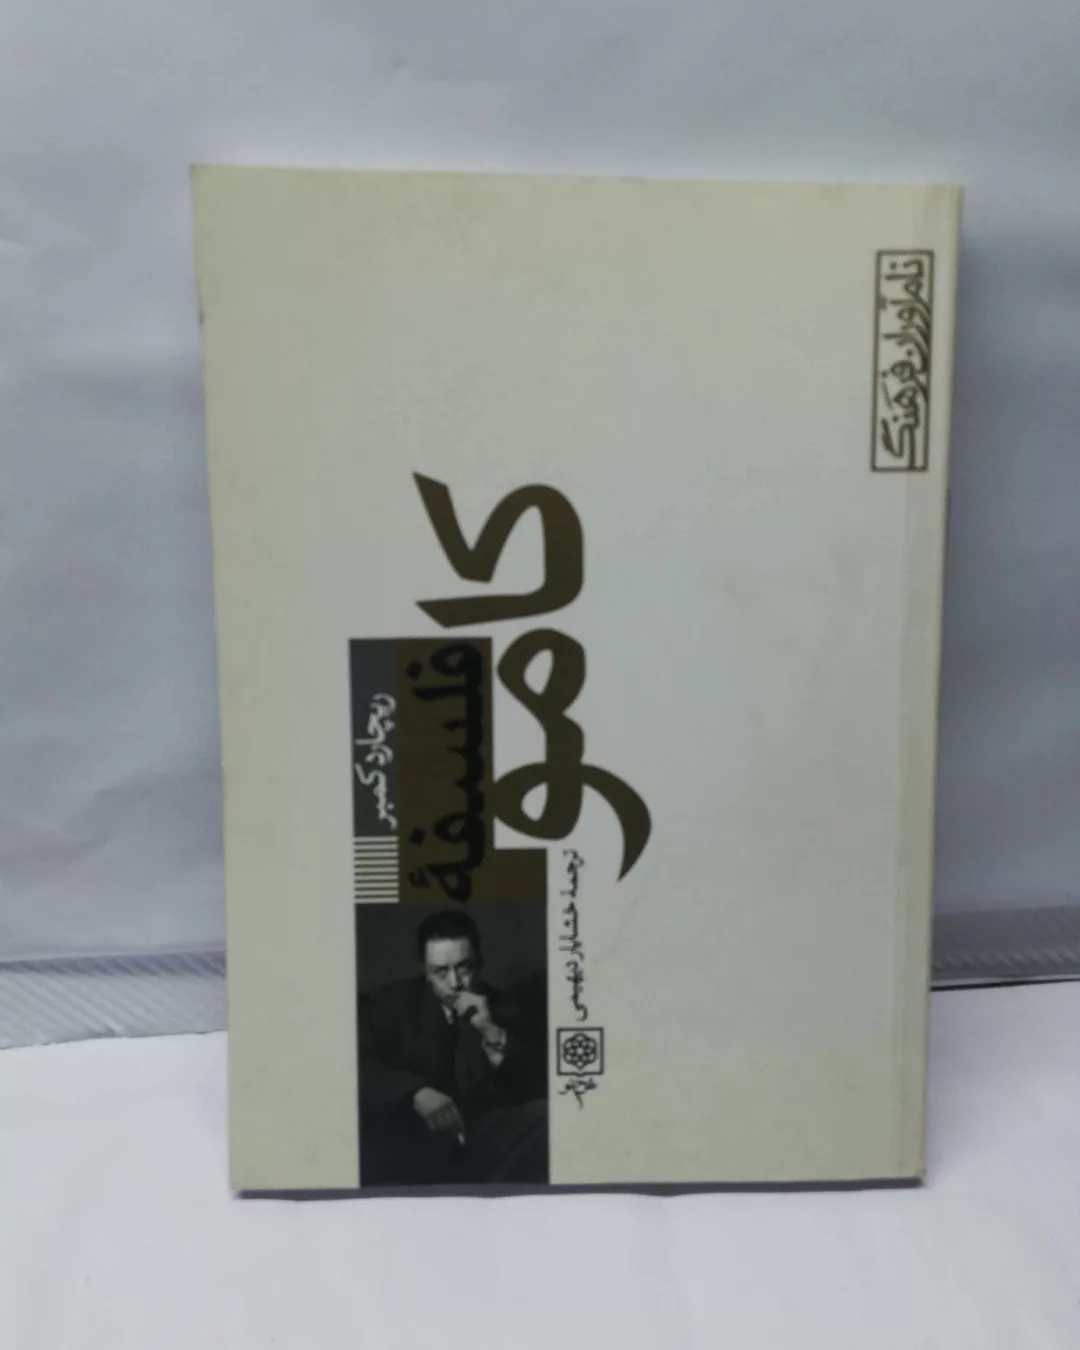 نام‌آوران فرهنگ
ریچارد کمبر
فلسفهٔ
کامو
ترجمهٔ خشایار دیهیمی